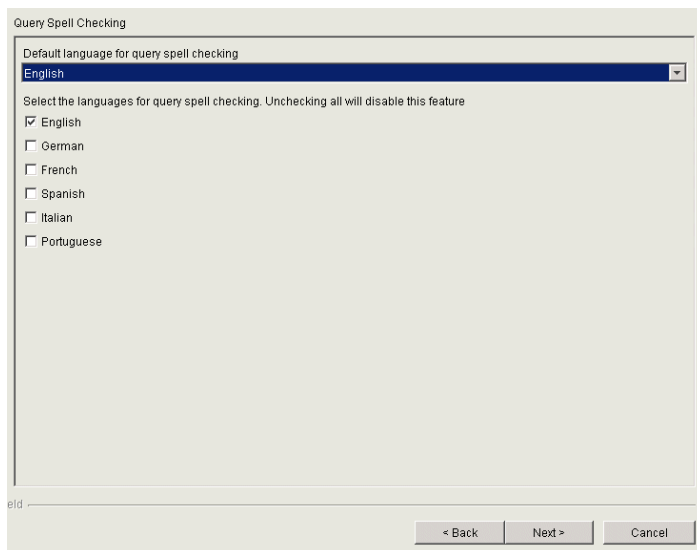 Query Spell Checking
Default language for query spell checking
English
Select the languages for query spell checking. Unchecking all will disable this feature
English
German
French
Spanish
Italian
Portuguese
eld
< Back Next > Cancel